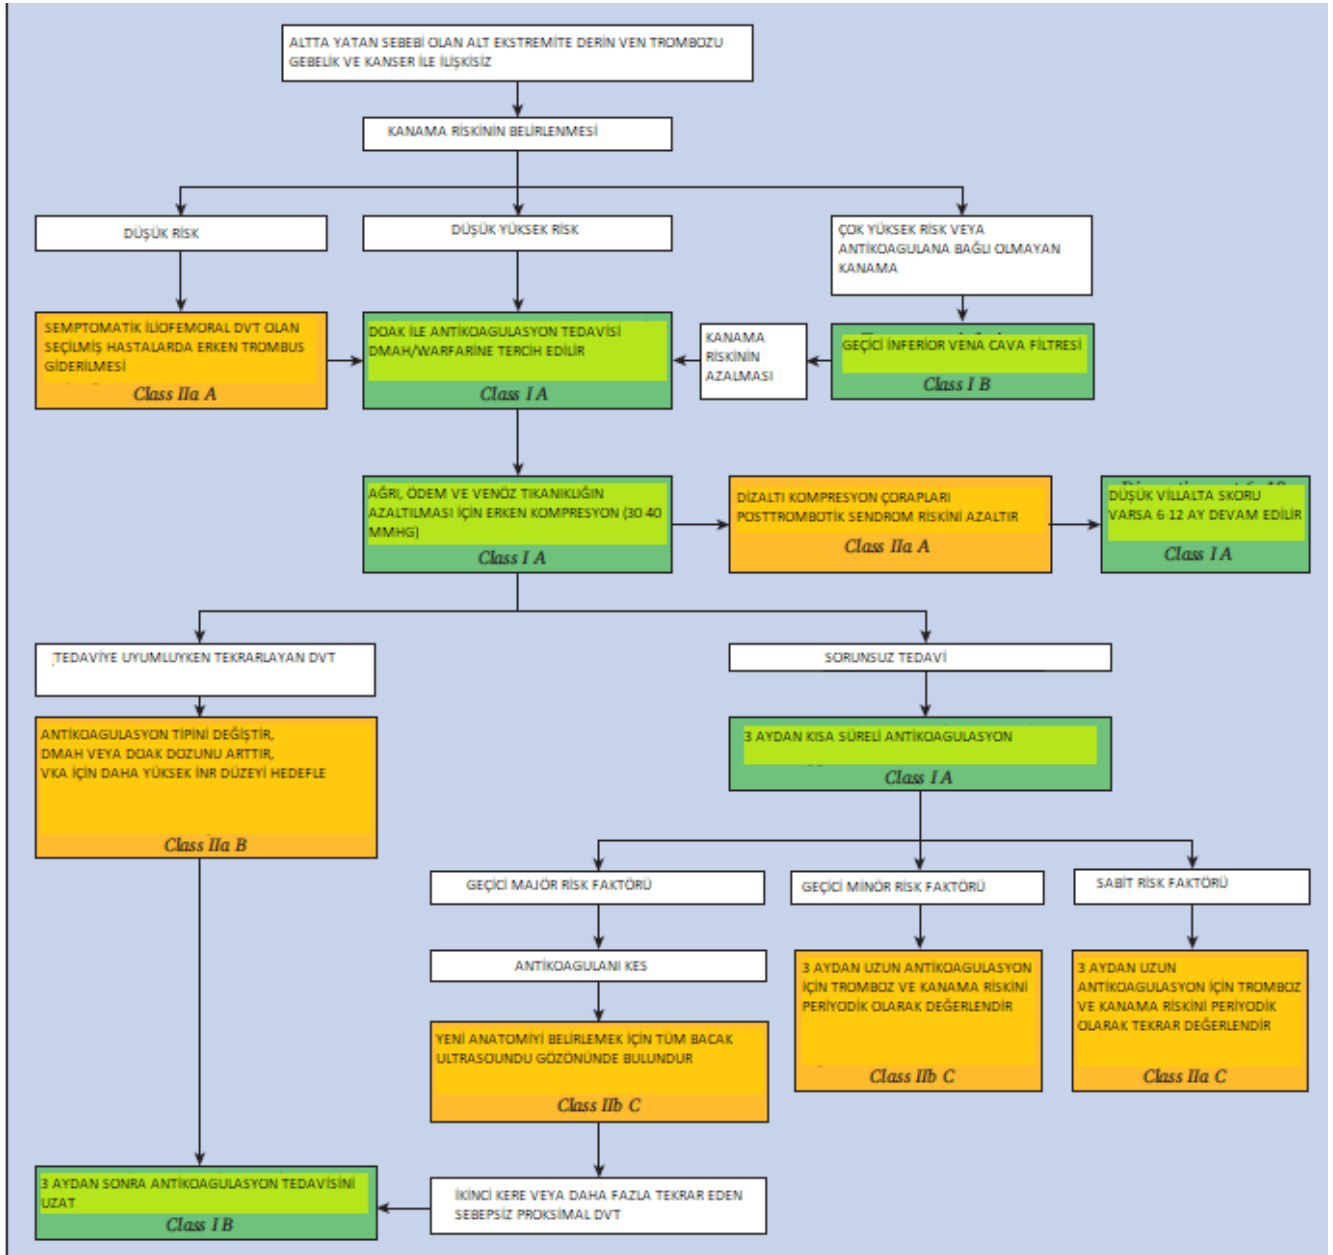 ALTTA YATAN SEBEBİ OLAN ALT EKSTREMİTE DERİN VEN TROMBOZU
GEBELİK VE KANSER İLE İLİŞKİSİZ
KANAMA RİSKİNİN BELİRLENMESİ
DÜŞÜK RİSK
DÜŞÜK-YÜKSEK RİSK
ÇOK YÜKSEK RİSK VEYA
ANTİKOAGULANA BAĞLI OLMAYAN
KANAMA
SEMPTOMATİK İLİOFEMORAL DVT OLAN
SEÇİLMİŞ HASTALARDA ERKEN TROMBUS
GİDERİLMESİ
Class IIa A
DOAK İLE ANTİKOAGULASYON TEDAVİSİ
DMAH/WARFARİNE TERCİH EDİLİR
Class I A
KANAMA
RİSKİNİN
AZALMASI
GEÇİCİ İNFERİOR VENA CAVA FİLTRESİ
Class I B
AĞRI, ÖDEM VE VENÖZ TIKANIKLIĞIN
AZALTILMASI İÇİN ERKEN KOMPRESYON (30-40
MMHG)
Class I A
DİZALTI KOMPRESYON ÇORAPLARI
POSTTROMBOTİK SENDROM RİSKİNİ AZALTIR
Class IIa A
DÜŞÜK VİLLALTA SKORU
VARSA 6-12 AY DEVAM EDİLİR
Class I A
TEDAVİYE UYUMLUYKEN TEKRARLAYAN DVT
SORUNSUZ TEDAVİ
ANTİKOAGULASYON TİPİNİ DEĞİŞTİR,
DMAH VEYA DOAK DOZUNU ARTTIR,
VKA İÇİN DAHA YÜKSEK İNR DÜZEYİ HEDEFLE
Class IIa B
3 AYDAN KISA SÜRELİ ANTİKOAGULASYON
Class I A
GEÇİCİ MAJÖR RİSK FAKTÖRÜ
GEÇİCİ MİNÖR RİSK FAKTÖRÜ
SABİT RİSK FAKTÖRÜ
ANTİKOAGULANI KES
YENİ ANATOMİYİ BELİRLEMEK İÇİN TÜM BACAK
ULTRASOUNDU GÖZÖNÜNDE BULUNDUR
Class IIb C
3 AYDAN UZUN ANTİKOAGULASYON
İÇİN TROMBOZ VE KANAMA RİSKİNİ
PERİYODİK OLARAK DEĞERLENDİR
Class IIb C
3 AYDAN UZUN
ANTİKOAGULASYON İÇİN TROMBOZ
VE KANAMA RİSKİNİ PERİYODİK
OLARAK TEKRAR DEĞERLENDİR
Class IIa C
3 AYDAN SONRA ANTİKOAGULASYON TEDAVİSİNİ
UZAT
Class I B
İKİNCİ KERE VEYA DAHA FAZLA TEKRAR EDEN
SEBEPSİZ PROKSİMAL DVT